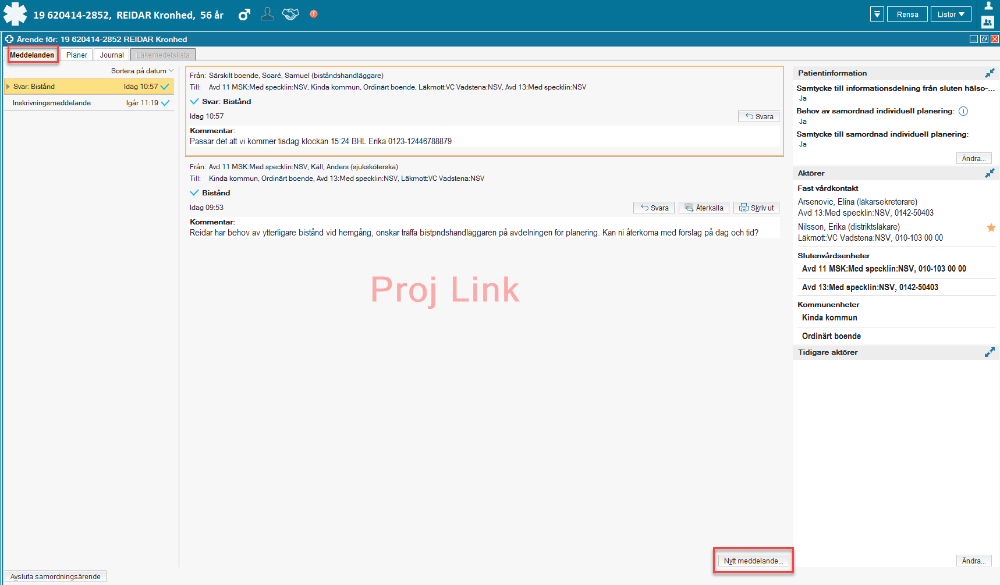 19 620414-2852, REIDAR Kronhed, 56 år
Rensa
Listor
Ärende för: 19 620414-2852 REIDAR Kronhed
Meddelanden
Planer
Journal
Läkemedelslista
Sortera på datum
Svar: Bistånd Idag 10:57
Inskrivningsmeddelande Igår 11:19
Från: Särskilt boende, Soaré, Samuel (biståndshandläggare)
Till: Avd 11 MSK:Med specklin:NSV, Kinda kommun, Ordinärt boende, Läkmott:VC Vadstena:NSV, Avd 13:Med specklin:NSV
Svar: Bistånd
Idag 10:57
Svara
Kommentar:
Passar det att vi kommer tisdag klockan 15:24 BHL Erika 0123-12446788879
Från: Avd 11 MSK:Med specklin:NSV, Käll, Anders (sjuksköterska)
Till: Kinda kommun, Ordinärt boende, Avd 13:Med specklin:NSV, Läkmott:VC Vadstena:NSV
Bistånd
Idag 09:53
Svara
Återkalla
Skriv ut
Kommentar:
Reidar har behov av ytterligare bistånd vid hemgång, önskar träffa bistpndshandläggaren på avdelningen för planering. Kan ni återkoma med förslag på dag och tid?
Proj Link
Nytt meddelande...
Avsluta samordningsärende
Patientinformation
Samtycke till informationsdelning från sluten hälso-...
Ja
Behov av samordnad individuell planering:
Ja
Samtycke till samordnad individuell planering:
Ja
Ändra...
Aktörer
Fast vårdkontakt
Arsenovic, Elina (läkarsekreterare)
Avd 13:Med specklin:NSV, 0142-50403
Nilsson, Erika (distriktsläkare)
Läkmott:VC Vadstena:NSV, 010-103 00 00
Slutenvårdsenheter
Avd 11 MSK:Med specklin:NSV, 010-103 00 00
Avd 13:Med specklin:NSV, 0142-50403
Kommunenheter
Kinda kommun
Ordinärt boende
Tidigare aktörer
Ändra...